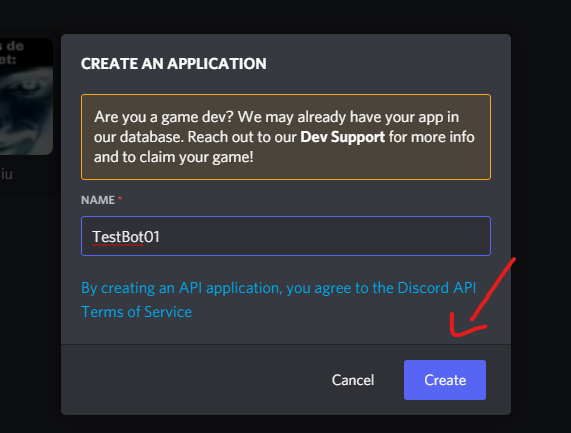 s de
et:
iu
CREATE AN APPLICATION
Are you a game dev? We may already have your app in
our database. Reach out to our Dev Support for more info
and to claim your game!
NAME *
TestBot01
By creating an API application, you agree to the Discord API
Terms of Service
Cancel
Create